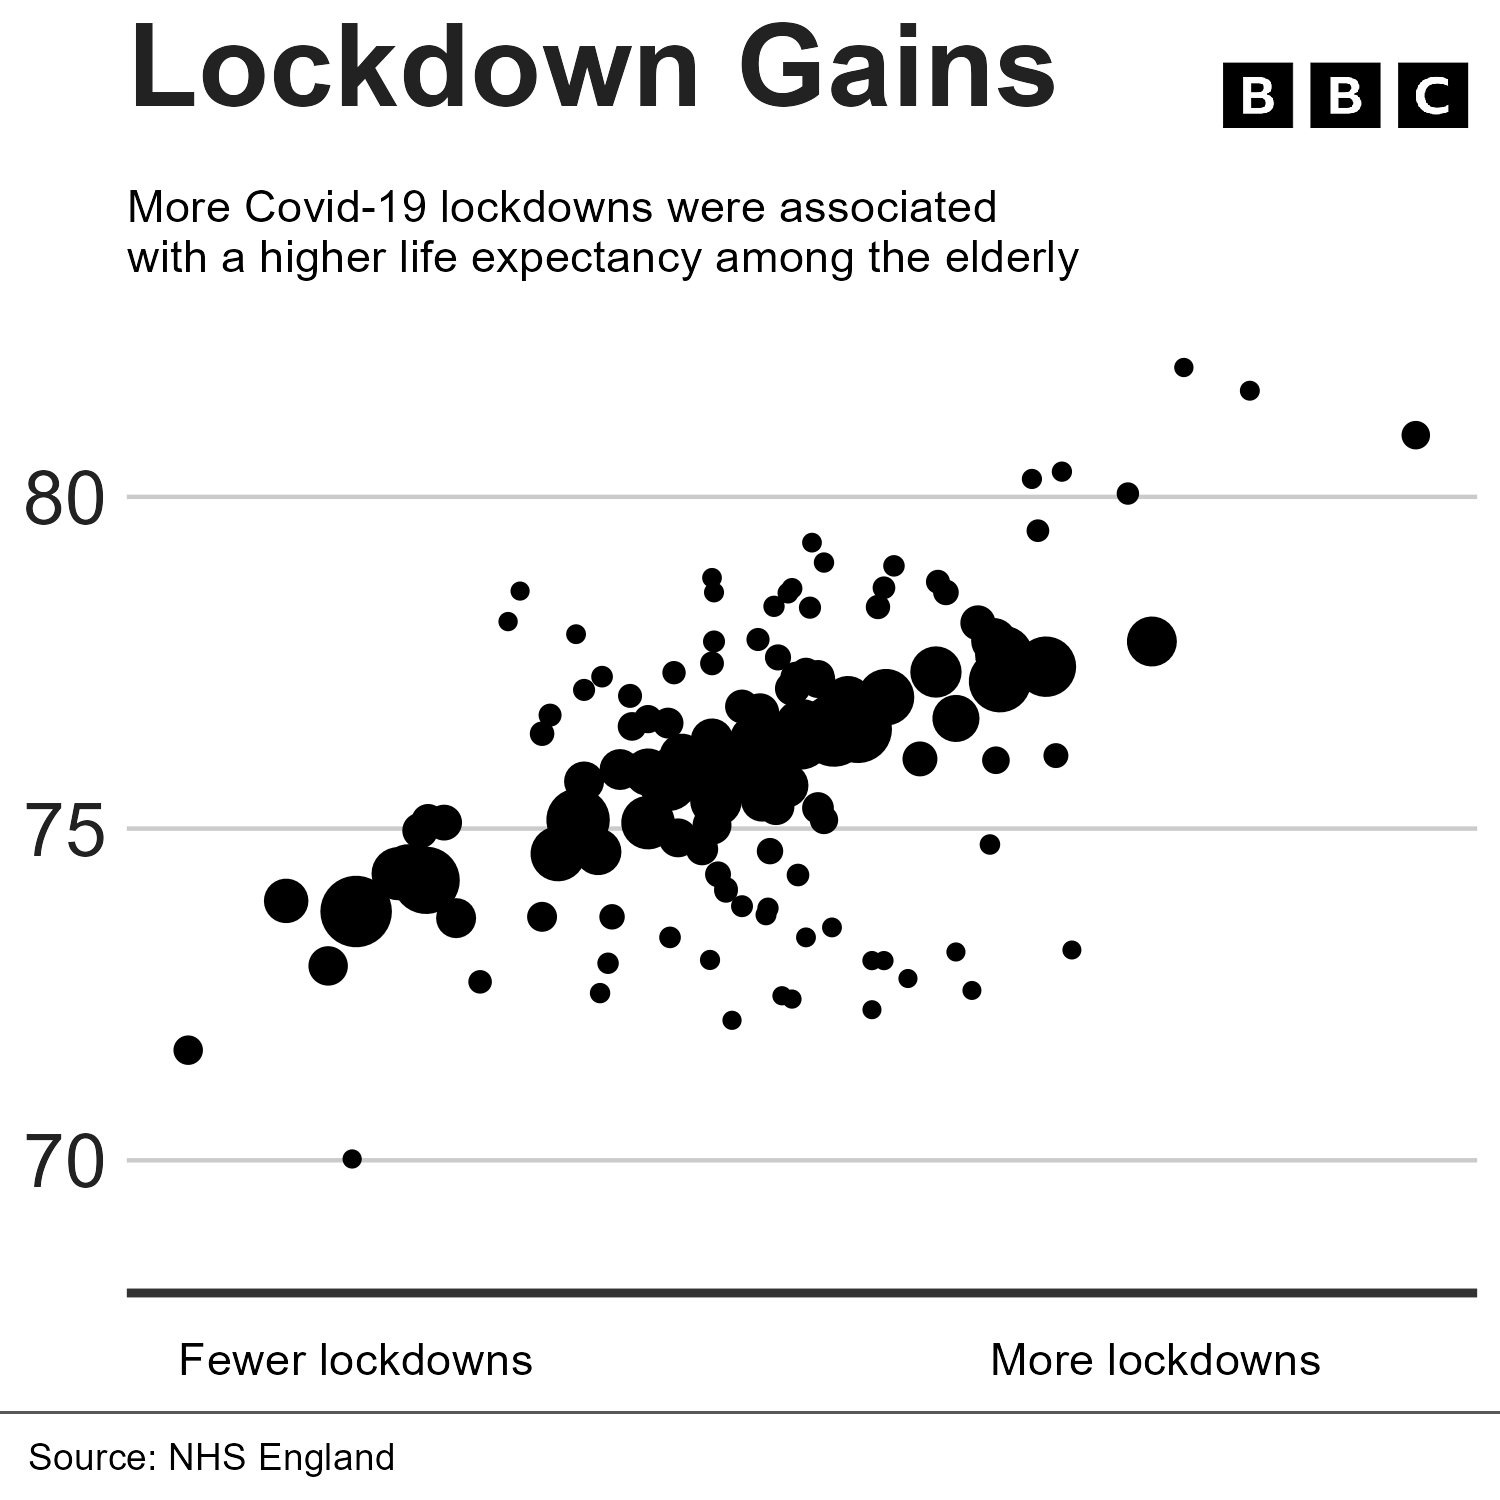 Lockdown Gains
BBC
More Covid-19 lockdowns were associated
with a higher life expectancy among the elderly
80
75
70
Fewer lockdowns
More lockdowns
Source: NHS England